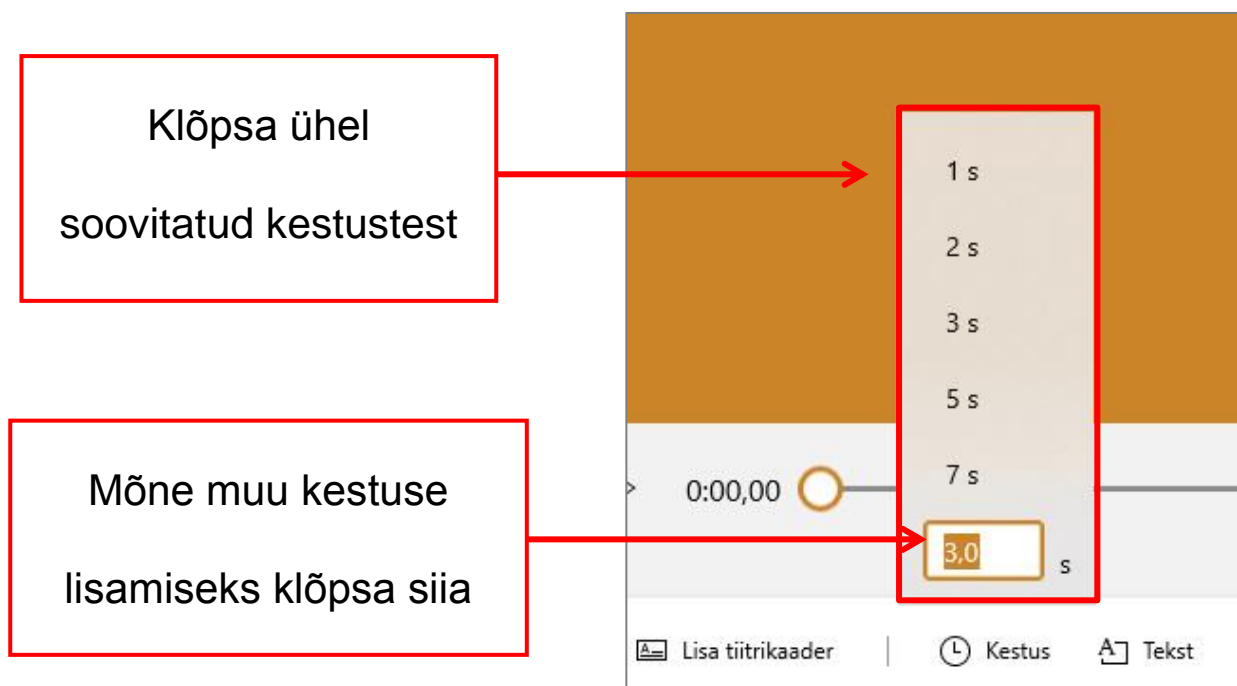 Klõpsa ühel
soovitatud kestustest
Mõne muu kestuse
lisamiseks klõpsa siia
1 s
2 s
3 s
5 s
7 s
0:00,00
3,0 s
Lisa tiitrikaader
Kestus
Tekst